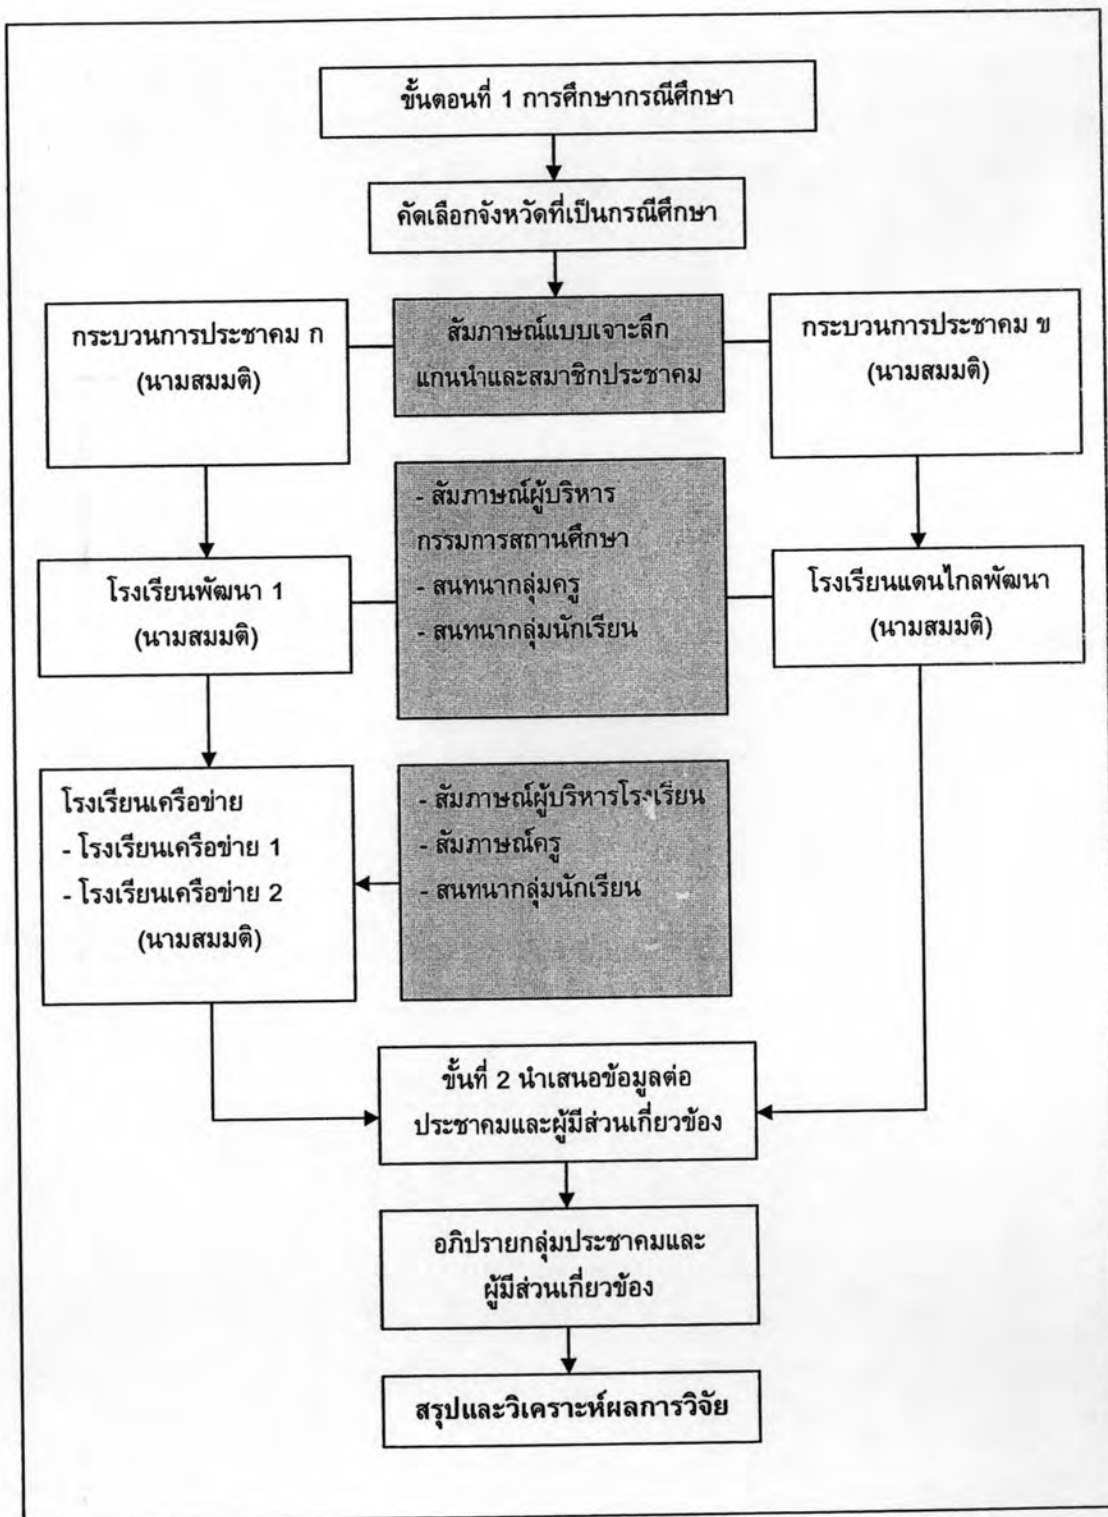 ขั้นตอนที่ 1 การศึกษากรณีศึกษา
คัดเลือกจังหวัดที่เป็นกรณีศึกษา
กระบวนการประชาคม ก
(นามสมมติ)
สัมภาษณ์แบบเจาะลึก
แกนนำและสมาชิกประชาคม
กระบวนการประชาคม ข
(นามสมมติ)
โรงเรียนพัฒนา 1
(นามสมมติ)
- สัมภาษณ์ผู้บริหาร
กรรมการสถานศึกษา
- สนทนากลุ่มครู
- สนทนากลุ่มนักเรียน
โรงเรียนแดนไกลพัฒนา
(นามสมมติ)
โรงเรียนเครือข่าย
- โรงเรียนเครือข่าย 1
- โรงเรียนเครือข่าย 2
(นามสมมติ)
- สัมภาษณ์ผู้บริหารโรงเรียน
- สัมภาษณ์ครู
- สนทนากลุ่มนักเรียน
ขั้นที่ 2 นำเสนอข้อมูลต่อ
ประชาคมและผู้มีส่วนเกี่ยวข้อง
อภิปรายกลุ่มประชาคมและ
ผู้มีส่วนเกี่ยวข้อง
สรุปและวิเคราะห์ผลการวิจัย